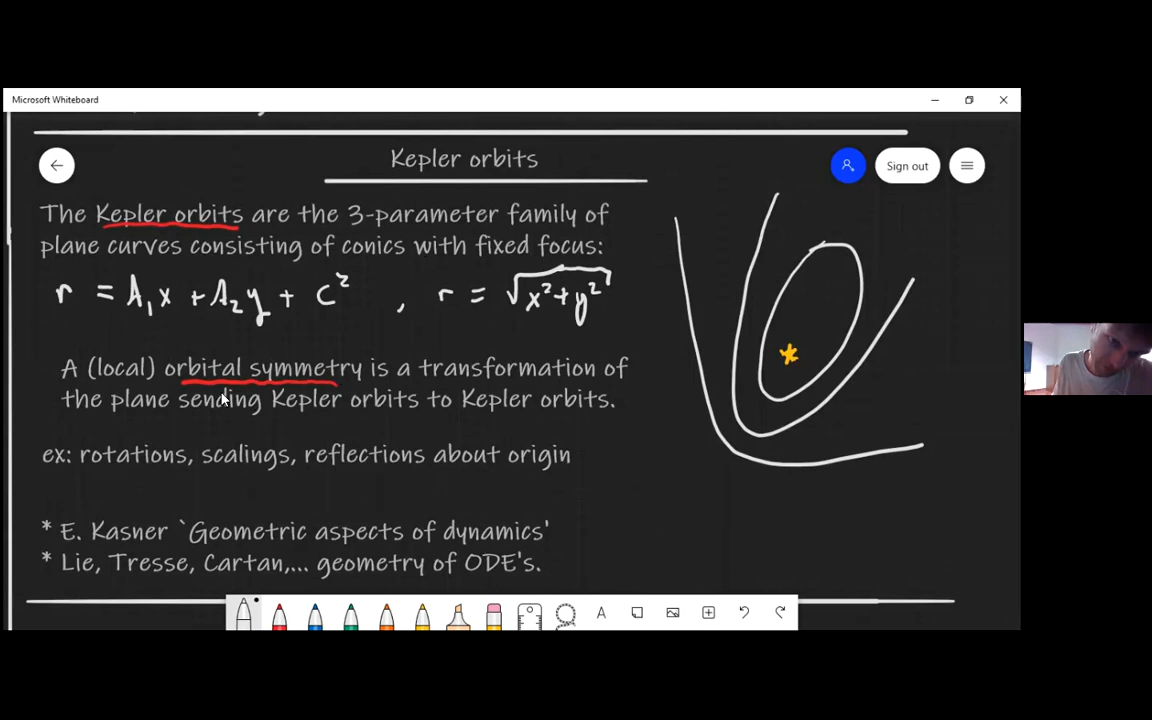 Microsoft Whiteboard
Kepler orbits
Sign out
The Kepler orbits are the 3-parameter family of
plane curves consisting of conics with fixed focus:
r = A₁x + A₂y + C² , r = √(x²+y²)
A (local) orbital symmetry is a transformation of
the plane sending Kepler orbits to Kepler orbits.
ex: rotations, scalings, reflections about origin
* E. Kasner `Geometric aspects of dynamics'
* Lie, Tresse, Cartan,... geometry of ODE's.
A